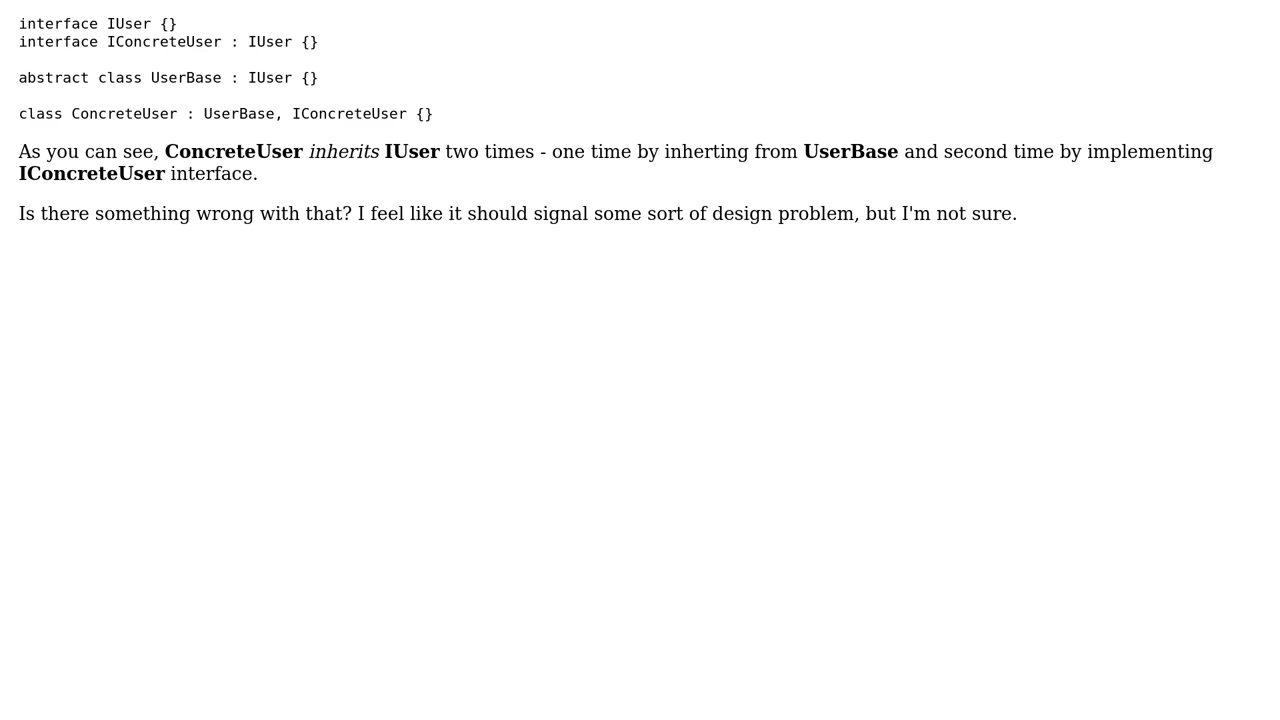 interface IUser {}
interface IConcreteUser : IUser {}
abstract class UserBase : IUser {}
class ConcreteUser : UserBase, IConcreteUser {}
As you can see, ConcreteUser inherits IUser two times - one time by inherting from UserBase and second time by implementing
IConcreteUser interface.
Is there something wrong with that? I feel like it should signal some sort of design problem, but I'm not sure.